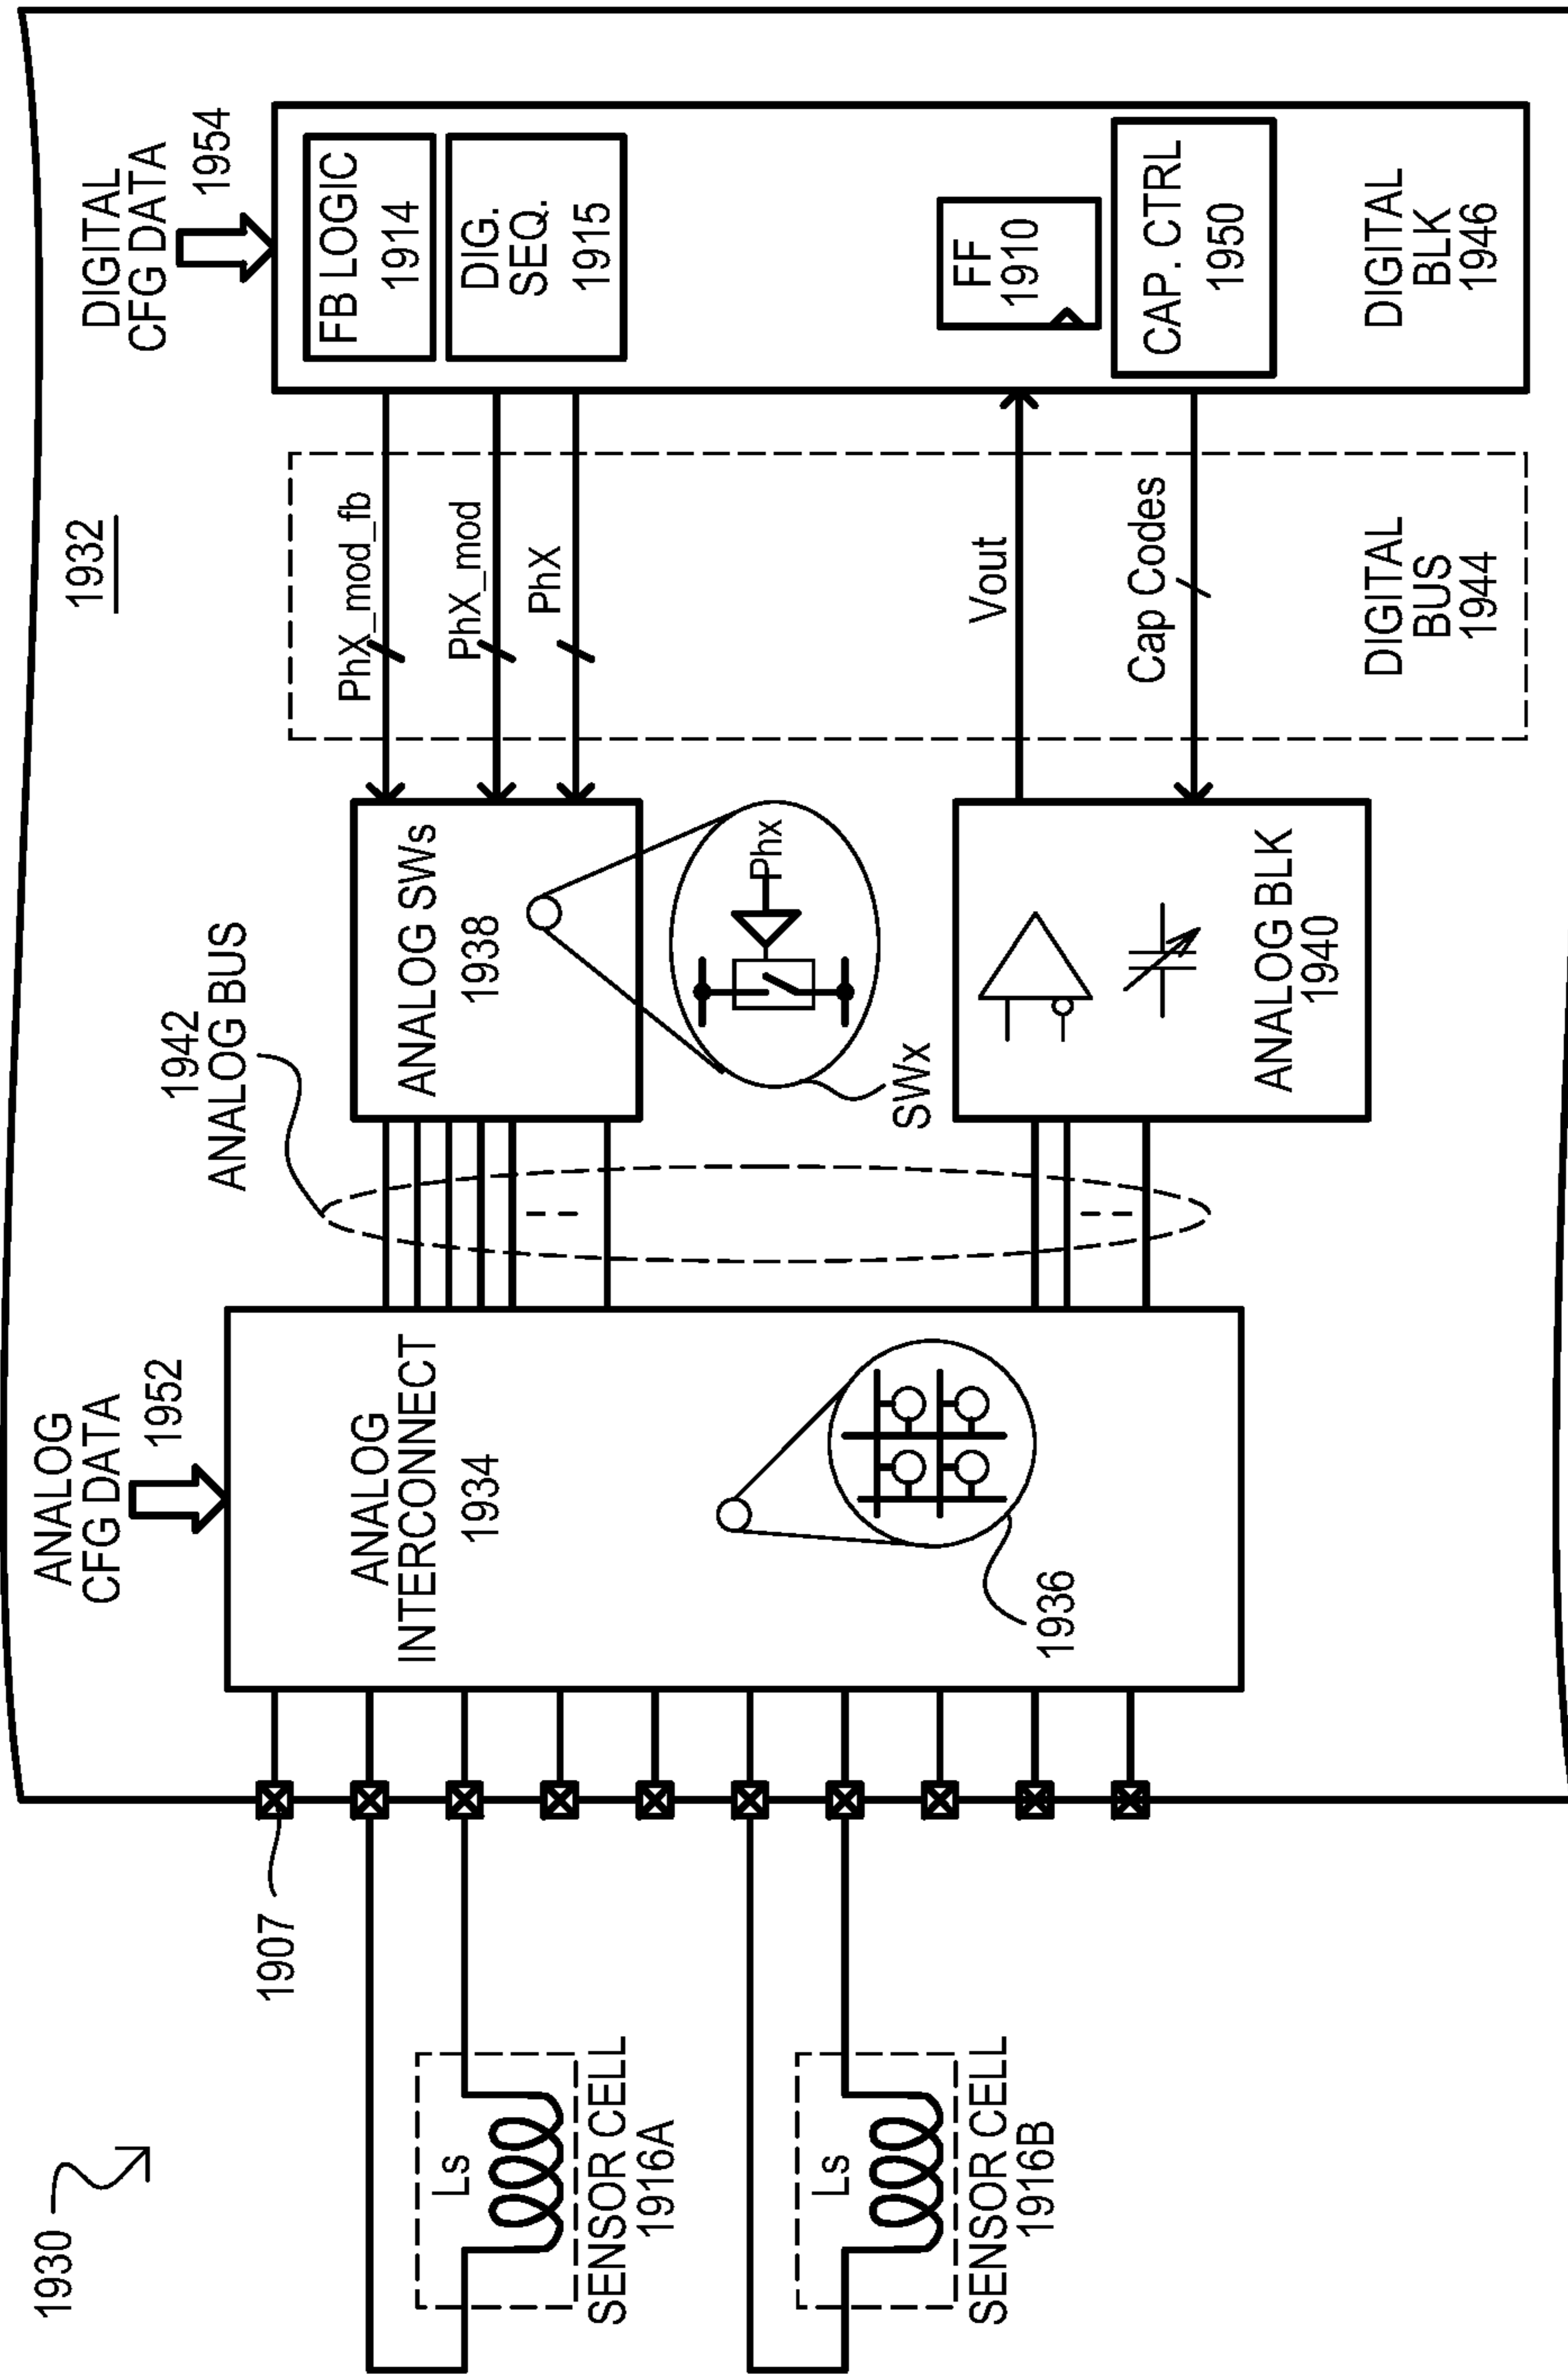 1930
1932
ANALOG
CFG DATA
1952
DIGITAL
CFG DATA
1954
1942
ANALOG BUS
1907
Ls
SENSOR CELL
1916A
Ls
SENSOR CELL
1916B
ANALOG
INTERCONNECT
1934
1936
ANALOG SWs
1938
Phx
SWx
ANALOG BLK
1940
PhX_mod_fb
PhX_mod
PhX
Vout
Cap Codes
DIGITAL
BUS
1944
FB LOGIC
1914
DIG.
SEQ.
1915
FF
1910
CAP. CTRL
1950
DIGITAL
BLK
1946